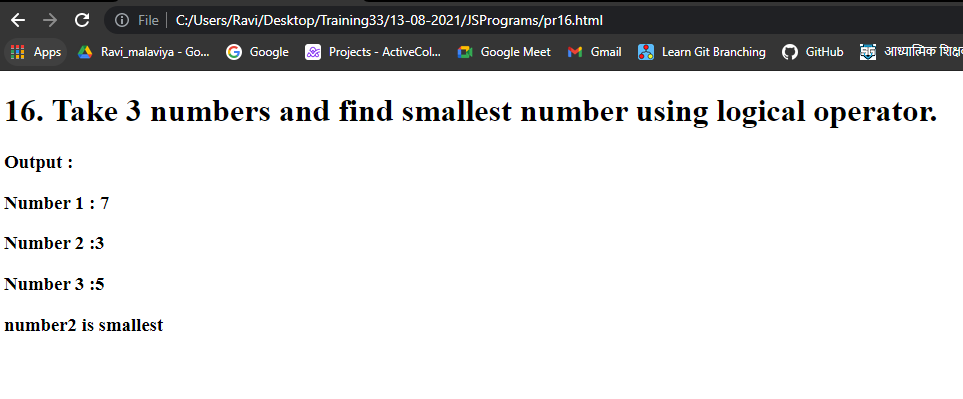 File C:/Users/Ravi/Desktop/Training33/13-08-2021/JSPrograms/pr16.html
Apps Ravi_malaviya - Go... Google Projects - ActiveCol... Google Meet Gmail Learn Git Branching GitHub आध्यात्मिक
16. Take 3 numbers and find smallest number using logical operator.
Output :
Number 1 : 7
Number 2 :3
Number 3 :5
number2 is smallest